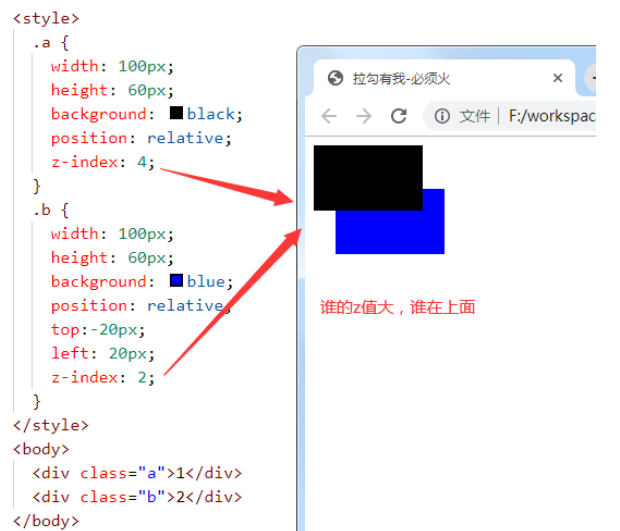 <style>
.a {
width: 100px;
height: 60px;
background: black;
position: relative;
z-index: 4;
}
.b {
width: 100px;
height: 60px;
background: blue;
position: relative;
top:-20px;
left: 20px;
z-index: 2;
}
</style>
<body>
<div class="a">1</div>
<div class="b">2</div>
</body>
拉勾有我-必须火
文件 F:/workspac
谁的z值大，谁在上面